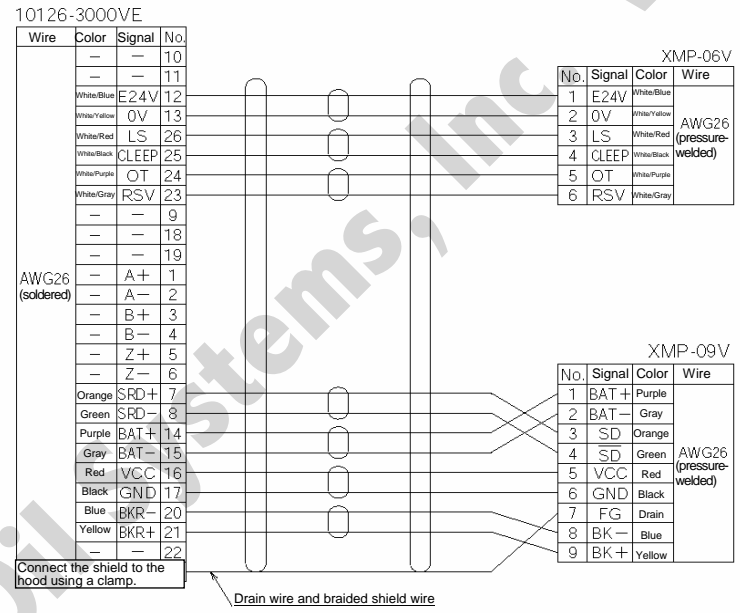 10126-3000VE
Wire Color Signal No.
— — 10
— — 11
White/Blue E24V 12
White/Yellow 0V 13
White/Red LS 26
White/Black CLEEP 25
White/Purple OT 24
White/Gray RSV 23
— — 9
— — 18
— — 19
— A+ 1
AWG26
(soldered)
— A— 2
— B+ 3
— B— 4
— Z+ 5
— Z— 6
Orange SRD+ 7
Green SRD— 8
Purple BAT+ 14
Gray BAT— 15
Red VCC 16
Black GND 17
Blue BKR— 20
Yellow BKR+ 21
— — 22
Connect the shield to the
hood using a clamp.
Drain wire and braided shield wire
XMP-06V
No. Signal Color Wire
1 E24V White/Blue
2 0V White/Yellow
3 LS White/Red
4 CLEEP White/Black
5 OT White/Purple
6 RSV White/Gray
AWG26
(pressure-
welded)
XMP-09V
No. Signal Color Wire
1 BAT+ Purple
2 BAT— Gray
3 SD Orange
4 S̅D̅ Green
5 VCC Red
6 GND Black
7 FG Drain
8 BK— Blue
9 BK+ Yellow
AWG26
(pressure-
welded)
oil Systems, Inc.